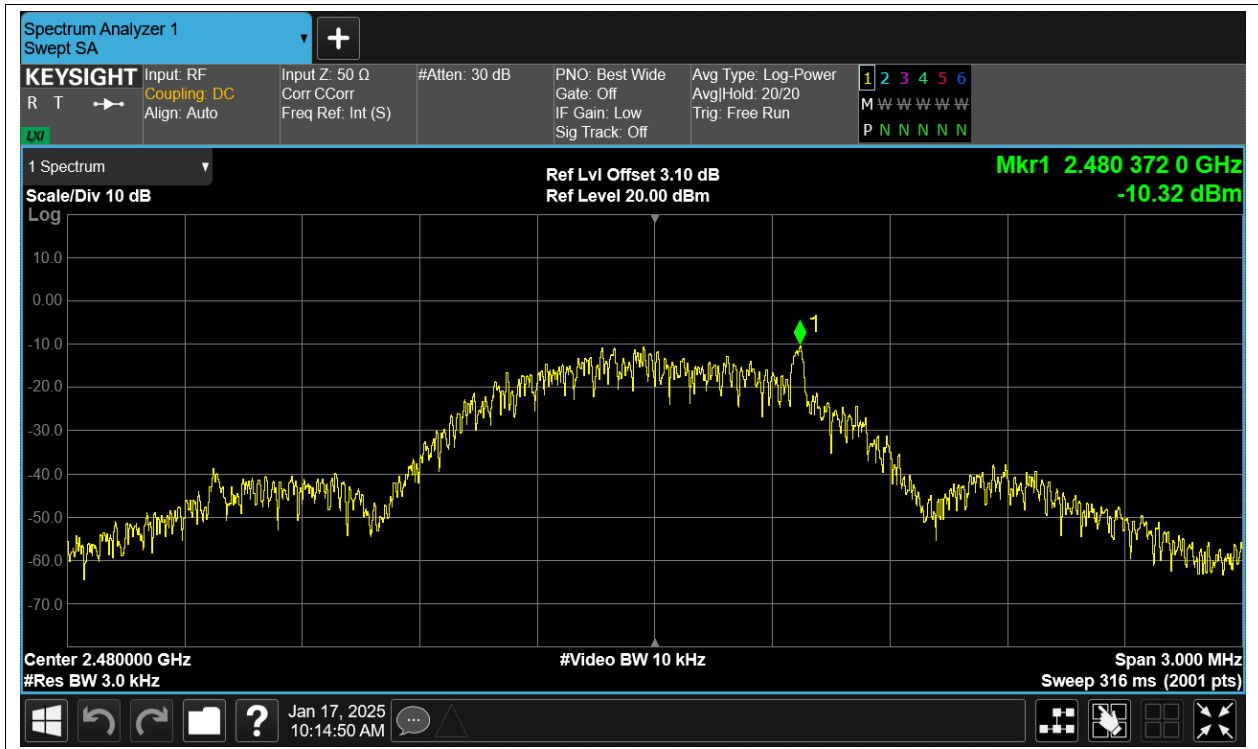 Spectrum Analyzer 1
Swept SA
KEYSIGHT
R T
LXI
Input: RF
Coupling: DC
Align: Auto
Input Z: 50 Ω
Corr CCorr
Freq Ref: Int (S)
#Atten: 30 dB
PNO: Best Wide
Gate: Off
IF Gain: Low
Sig Track: Off
Avg Type: Log-Power
Avg|Hold: 20/20
Trig: Free Run
1 2 3 4 5 6
M W W W W W
P N N N N N
1 Spectrum
Scale/Div 10 dB
Log
Ref Lvl Offset 3.10 dB
Ref Level 20.00 dBm
Mkr1 2.480 372 0 GHz
-10.32 dBm
10.0
0.00
-10.0
-20.0
-30.0
-40.0
-50.0
-60.0
-70.0
1
Center 2.480000 GHz
#Res BW 3.0 kHz
#Video BW 10 kHz
Span 3.000 MHz
Sweep 316 ms (2001 pts)
?
Jan 17, 2025
10:14:50 AM